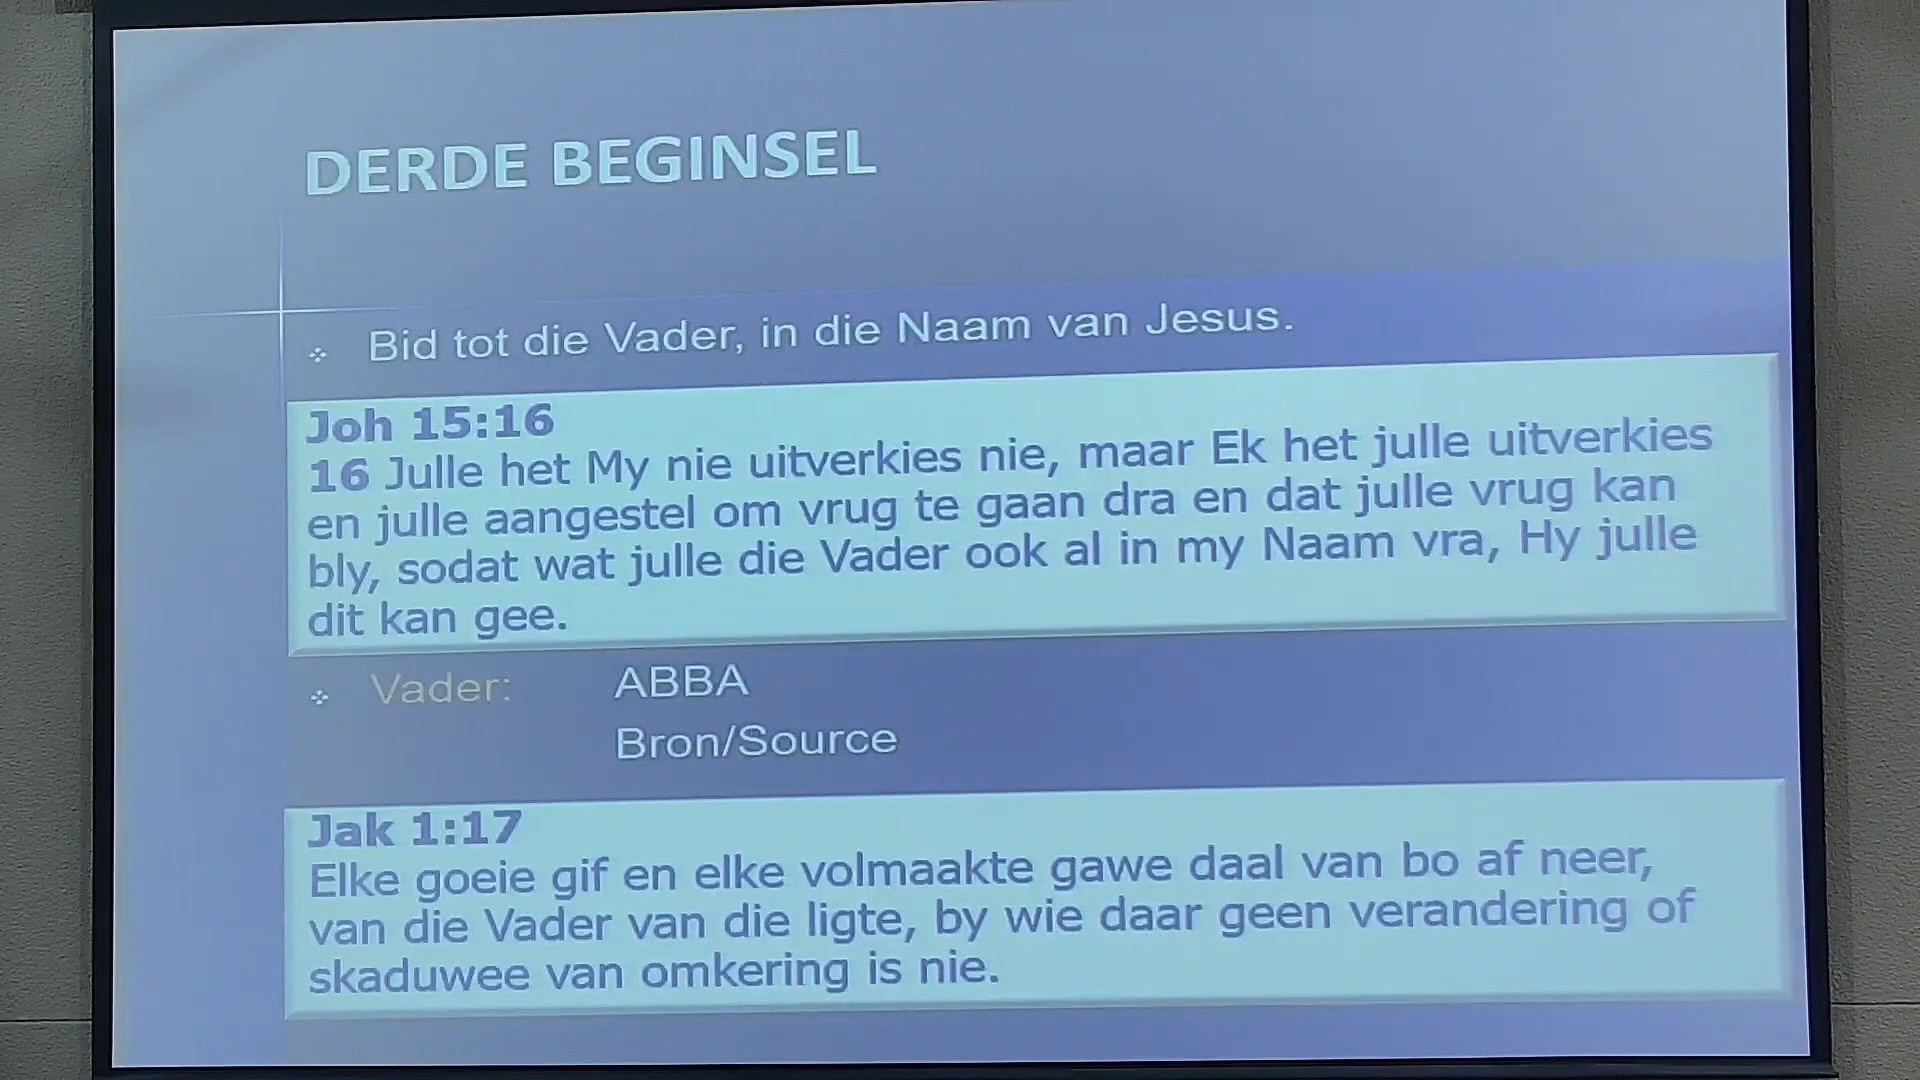 DERDE BEGINSEL
Bid tot die Vader, in die Naam van Jesus.
Joh 15:16
16 Julle het My nie uitverkies nie, maar Ek het julle uitverkies
en julle aangestel om vrug te gaan dra en dat julle vrug kan
bly, sodat wat julle die Vader ook al in my Naam vra, Hy julle
dit kan gee.
Vader: ABBA
Bron/Source
Jak 1:17
Elke goeie gif en elke volmaakte gawe daal van bo af neer,
van die Vader van die ligte, by wie daar geen verandering of
skaduwee van omkering is nie.